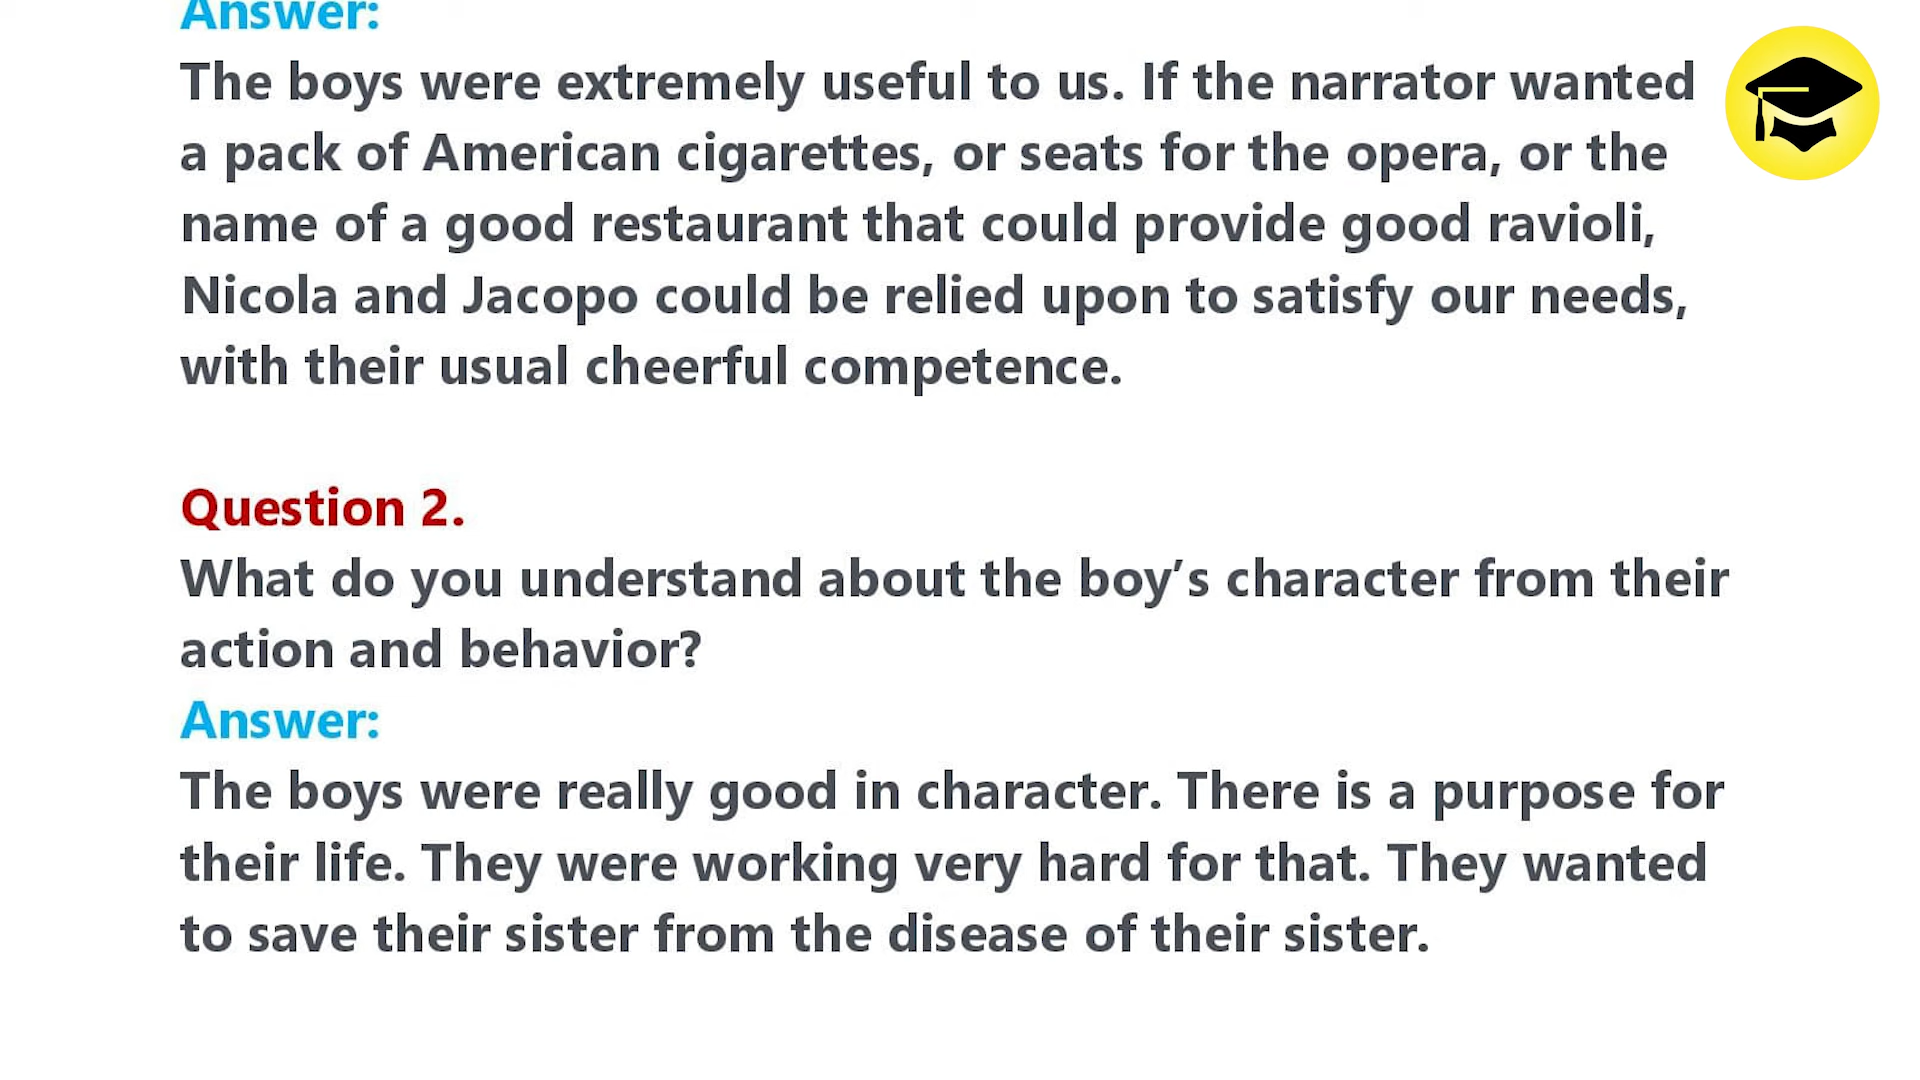 Answer:
The boys were extremely useful to us. If the narrator wanted
a pack of American cigarettes, or seats for the opera, or the
name of a good restaurant that could provide good ravioli,
Nicola and Jacopo could be relied upon to satisfy our needs,
with their usual cheerful competence.
Question 2.
What do you understand about the boy’s character from their
action and behavior?
Answer:
The boys were really good in character. There is a purpose for
their life. They were working very hard for that. They wanted
to save their sister from the disease of their sister.